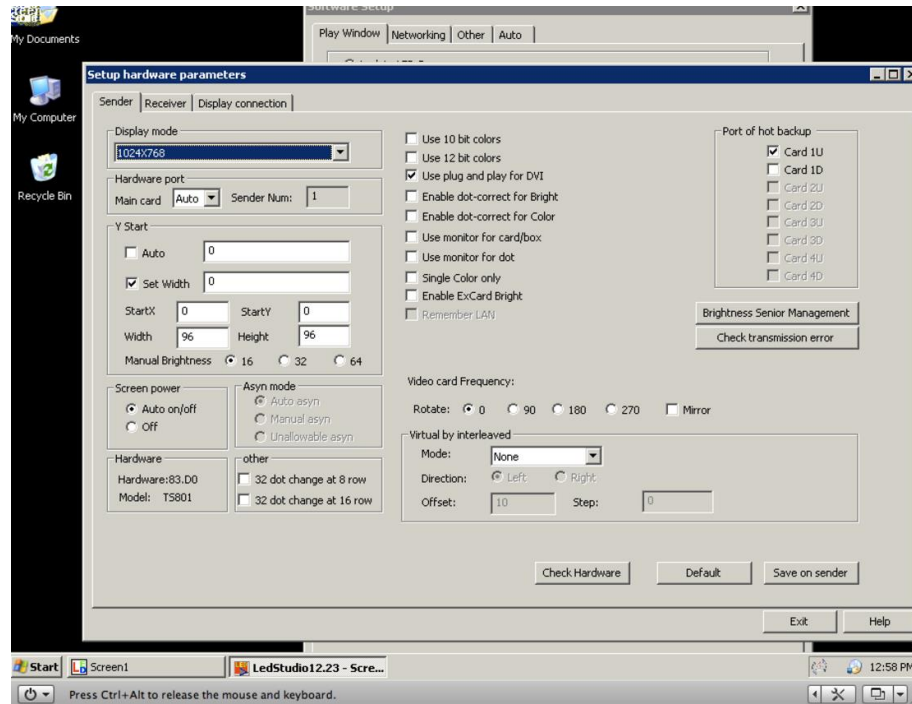 My Documents
My Computer
Recycle Bin
Software Setup
Play Window
Networking
Other
Auto
Setup hardware parameters
Sender
Receiver
Display connection
Display mode
1024X768
Hardware port
Main card
Auto
Sender Num:
1
Y Start
Auto
0
Set Width
0
StartX
0
StartY
0
Width
96
Height
96
Manual Brightness
16
32
64
Screen power
Auto on/off
Off
Asyn mode
Auto asyn
Manual asyn
Unallowable asyn
Hardware
Hardware:83.D0
Model: TS801
other
32 dot change at 8 row
32 dot change at 16 row
Use 10 bit colors
Use 12 bit colors
Use plug and play for DVI
Enable dot-correct for Bright
Enable dot-correct for Color
Use monitor for card/box
Use monitor for dot
Single Color only
Enable ExCard Bright
Remember LAN
Port of hot backup
Card 1U
Card 1D
Card 2U
Card 2D
Card 3U
Card 3D
Card 4U
Card 4D
Brightness Senior Management
Check transmission error
Video card Frequency:
Rotate:
0
90
180
270
Mirror
Virtual by interleaved
Mode:
None
Direction:
Left
Right
Offset:
10
Step:
0
Check Hardware
Default
Save on sender
Exit
Help
Start
Screen1
LedStudio12.23 - Scre...
12:58 PM
Press Ctrl+Alt to release the mouse and keyboard.